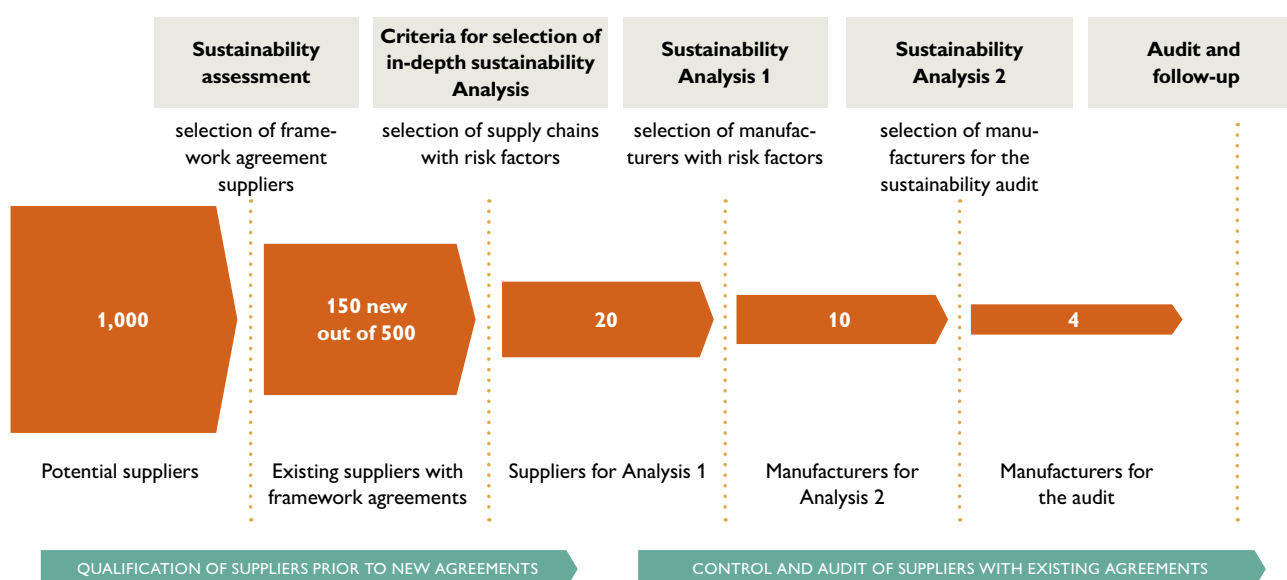 Sustainability
assessment
Criteria for selection of
in-depth sustainability
Analysis
Sustainability
Analysis 1
Sustainability
Analysis 2
Audit and
follow-up
selection of frame-
work agreement
suppliers
selection of supply chains
with risk factors
selection of manufac-
turers with risk factors
selection of manu-
facturers for the
sustainability audit
1,000
150 new
out of 500
20
10
4
Potential suppliers
Existing suppliers with
framework agreements
Suppliers for Analysis 1
Manufacturers for
Analysis 2
Manufacturers for
the audit
QUALIFICATION OF SUPPLIERS PRIOR TO NEW AGREEMENTS
CONTROL AND AUDIT OF SUPPLIERS WITH EXISTING AGREEMENTS